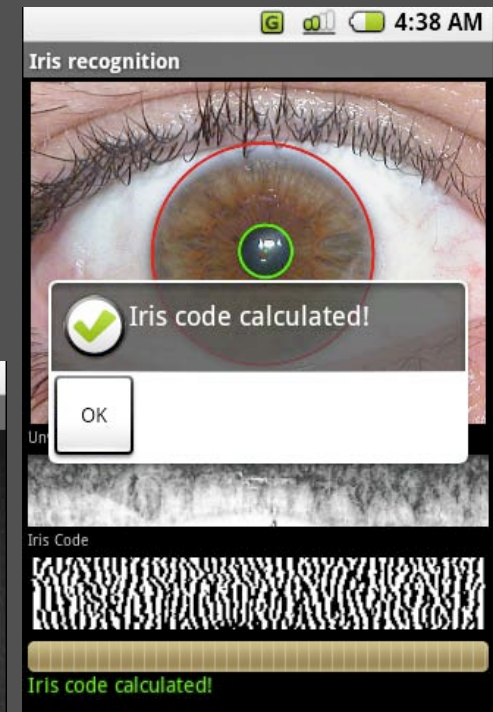 G
4:38 AM
Iris recognition
Iris code calculated!
OK
Iris Code
Iris code calculated!